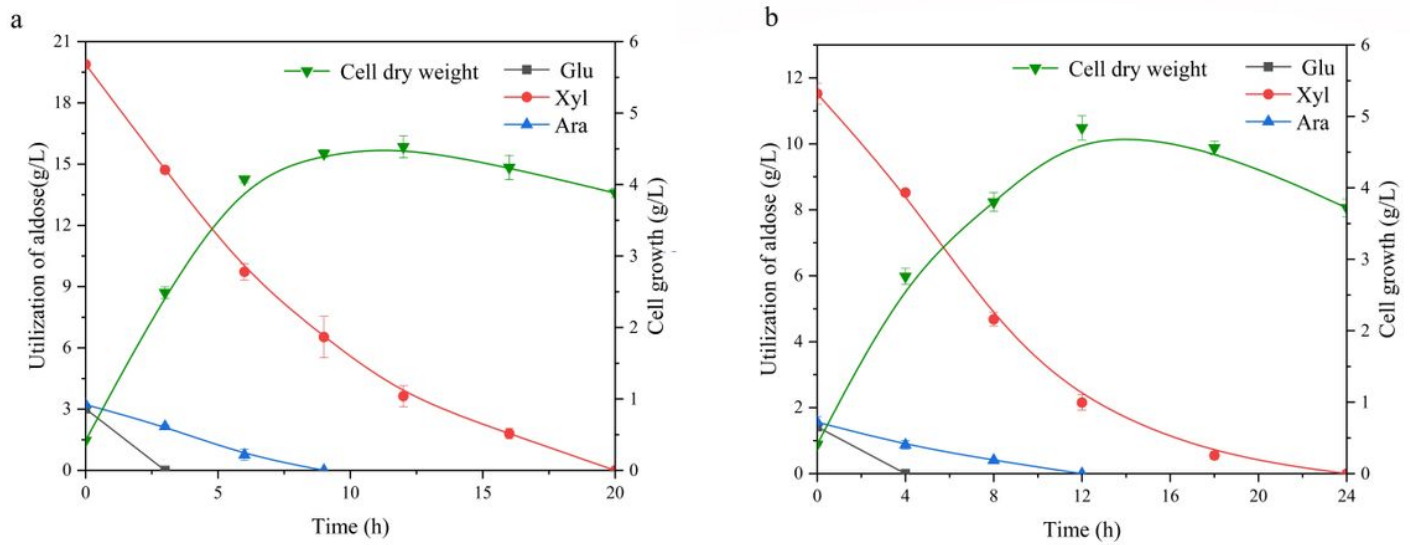 a
Utilization of aldose(g/L)
21
18
15
12
9
6
3
0
Cell dry weight
Glu
Xyl
Ara
6
5
4
3
2
1
0
Cell growth (g/L)
0
5
10
15
20
Time (h)
b
Utilization of aldose (g/L)
12
10
8
6
4
2
0
Cell dry weight
Glu
Xyl
Ara
6
5
4
3
2
1
0
Cell growth (g/L)
0
4
8
12
16
20
24
Time (h)